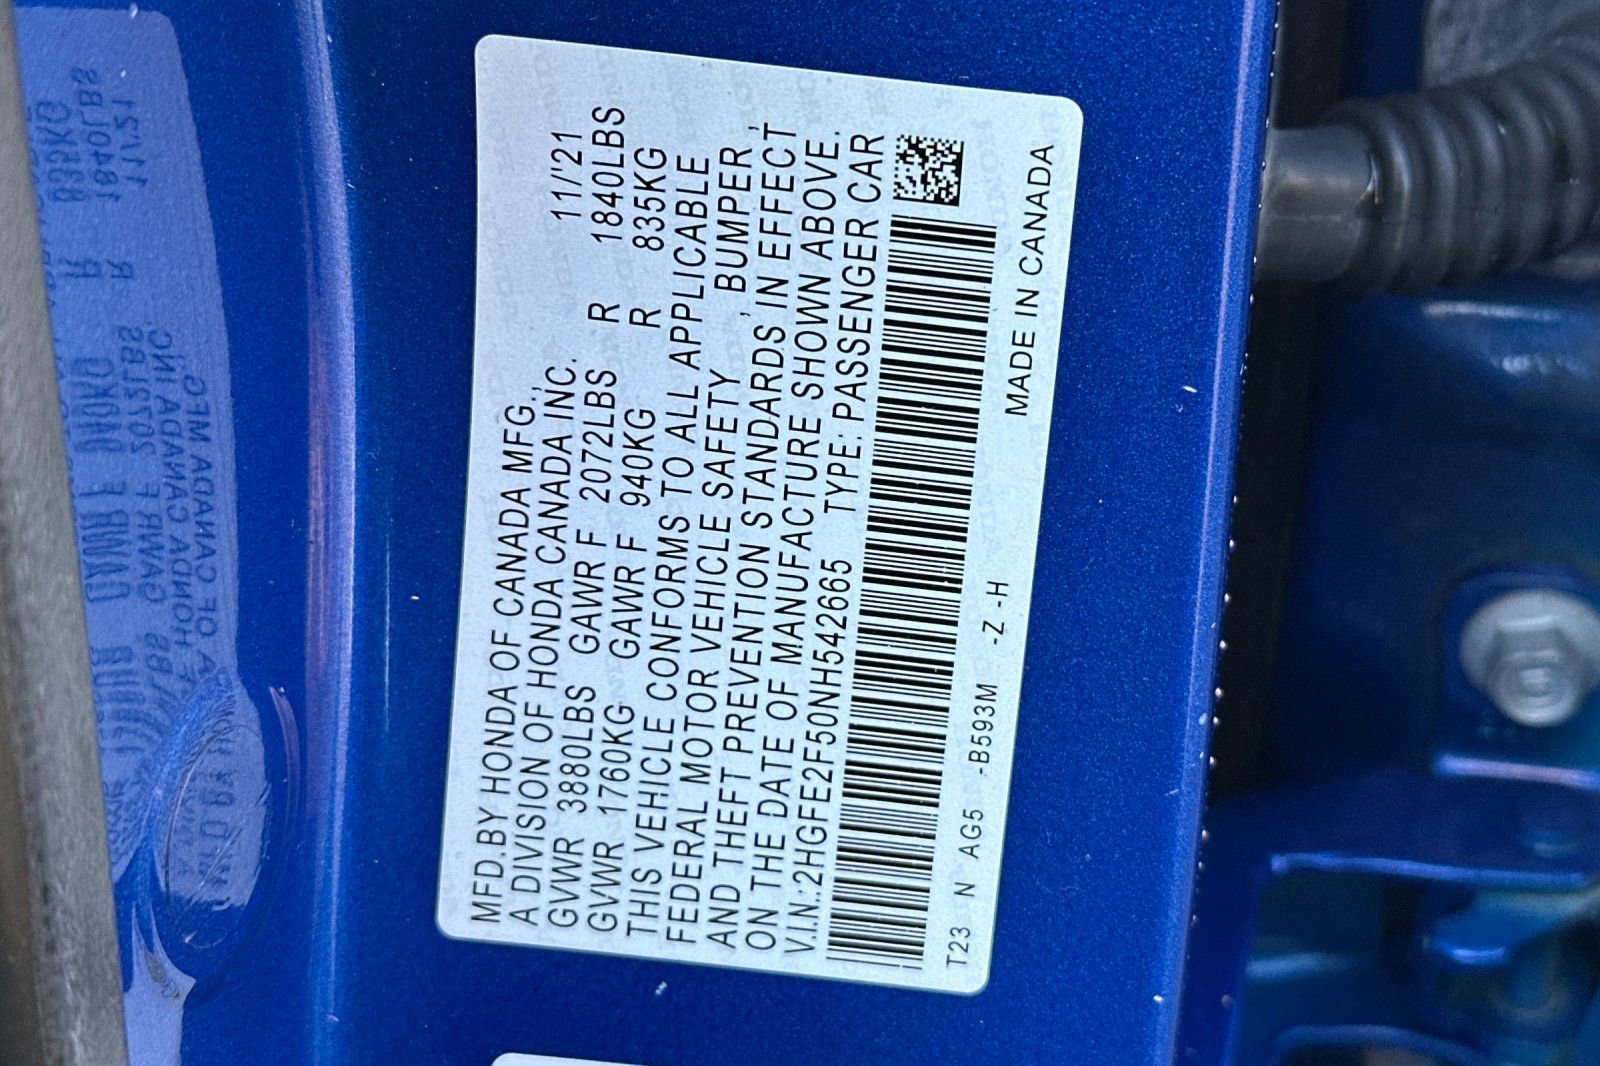 MFD.BY HONDA OF CANADA MFG.,
A DIVISION OF HONDA CANADA INC. 11/'21
GVWR 3880LBS GAWR F 2072LBS R 1840LBS
GVWR 1760KG GAWR F 940KG R 835KG
THIS VEHICLE CONFORMS TO ALL APPLICABLE
FEDERAL MOTOR VEHICLE SAFETY , BUMPER ,
AND THEFT PREVENTION STANDARDS IN EFFECT
ON THE DATE OF MANUFACTURE SHOWN ABOVE.
V.I.N.:2HGFE2F50NH542665 TYPE: PASSENGER CAR
T23 N AG5 -B593M -Z -H
MADE IN CANADA